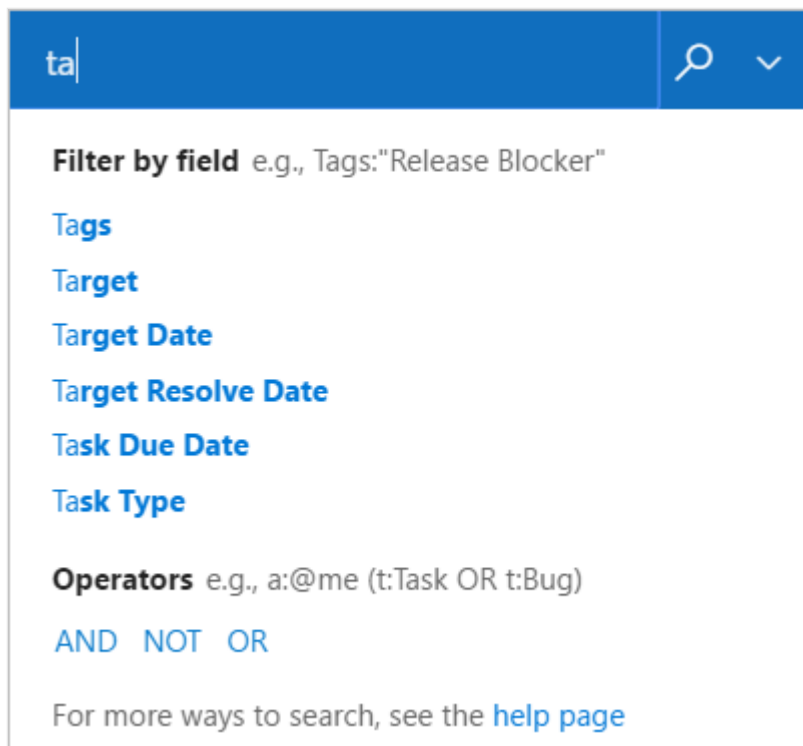 ta
Filter by field e.g., Tags:"Release Blocker"
Tags
Target
Target Date
Target Resolve Date
Task Due Date
Task Type
Operators e.g., a:@me (t:Task OR t:Bug)
AND NOT OR
For more ways to search, see the help page